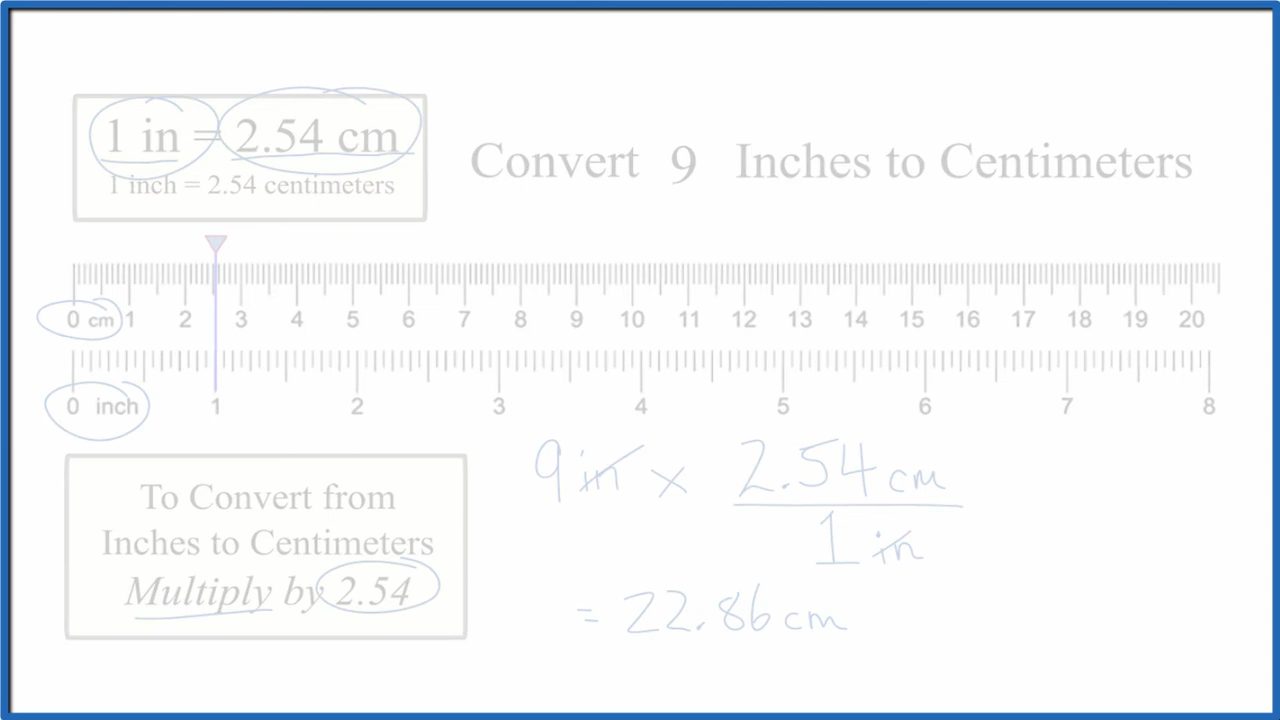 1 in = 2.54 cm
1 inch = 2.54 centimeters
Convert 9 Inches to Centimeters
0 cm 1 2 3 4 5 6 7 8 9 10 11 12 13 14 15 16 17 18 19 20
0 inch 1 2 3 4 5 6 7 8
To Convert from
Inches to Centimeters
Multiply by 2.54
9 in × 2.54 cm
1 in
= 22.86 cm